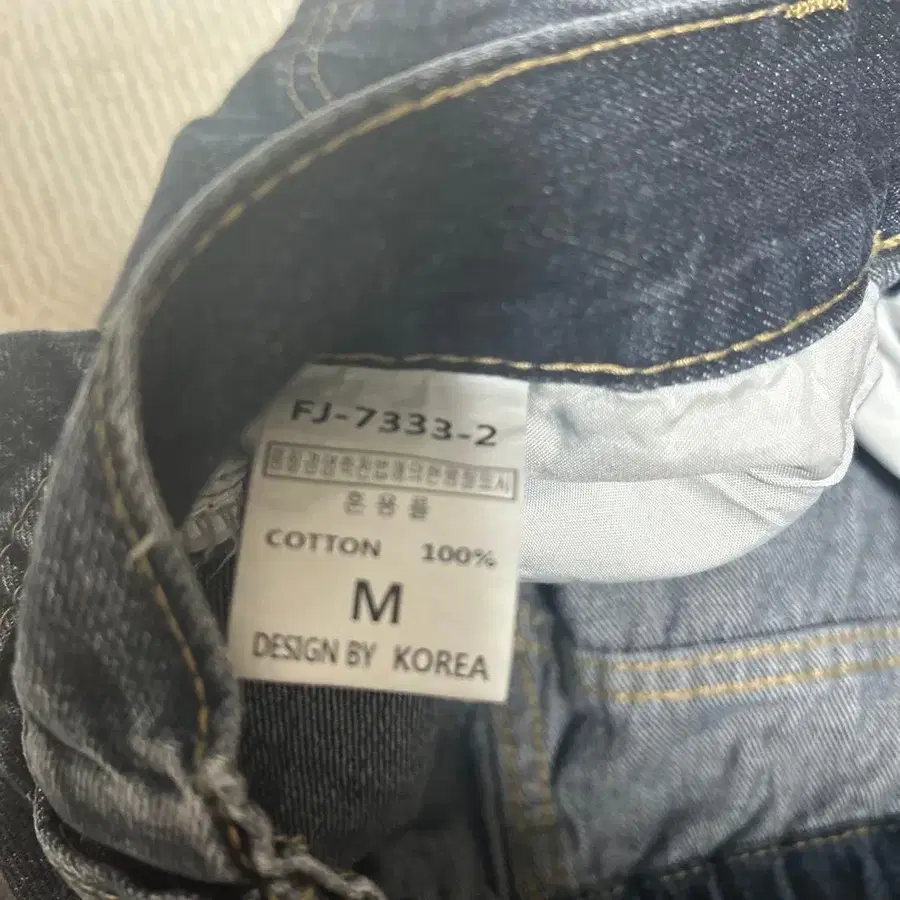 FJ-7333-2
혼용률
COTTON 100%
M
DESIGN BY KOREA